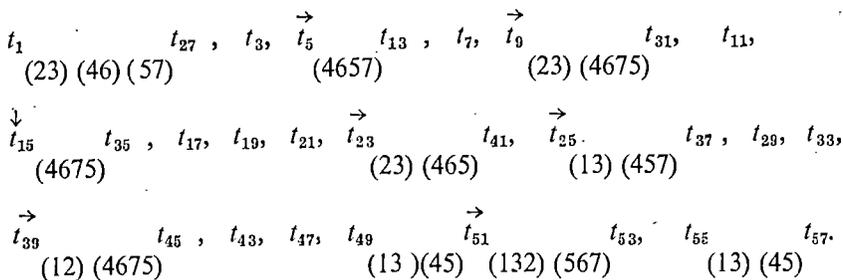 t₁ t₂₇ , t₃, t₅ t₁₃ , t₇, t₉ t₃₁, t₁₁,
(23) (46) (57) (4657) (23) (4675)
t₁₅ t₃₅ , t₁₇, t₁₉, t₂₁, t₂₃ t₄₁, t₂₅ t₃₇ , t₂₉, t₃₃,
(4675) (23) (465) (13) (457)
t₃₉ t₄₅ , t₄₃, t₄₇, t₄₉ t₅₁ t₅₃, t₅₅ t₅₇.
(12) (4675) (13 )(45) (132) (567) (13) (45)